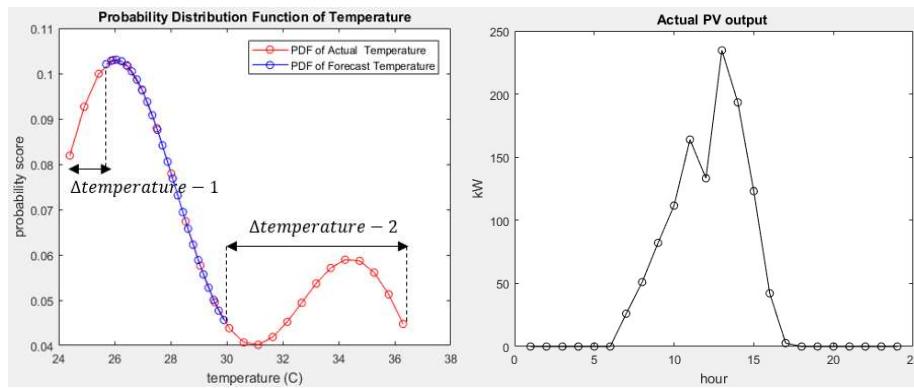 Probability Distribution Function of Temperature
PDF of Actual Temperature
PDF of Forecast Temperature
Δtemperature − 1
Δtemperature − 2
probability score
0.11
0.1
0.09
0.08
0.07
0.06
0.05
0.04
24 26 28 30 32 34 36 38
temperature (C)
Actual PV output
kW
250
200
150
100
50
0
0 5 10 15 20 25
hour